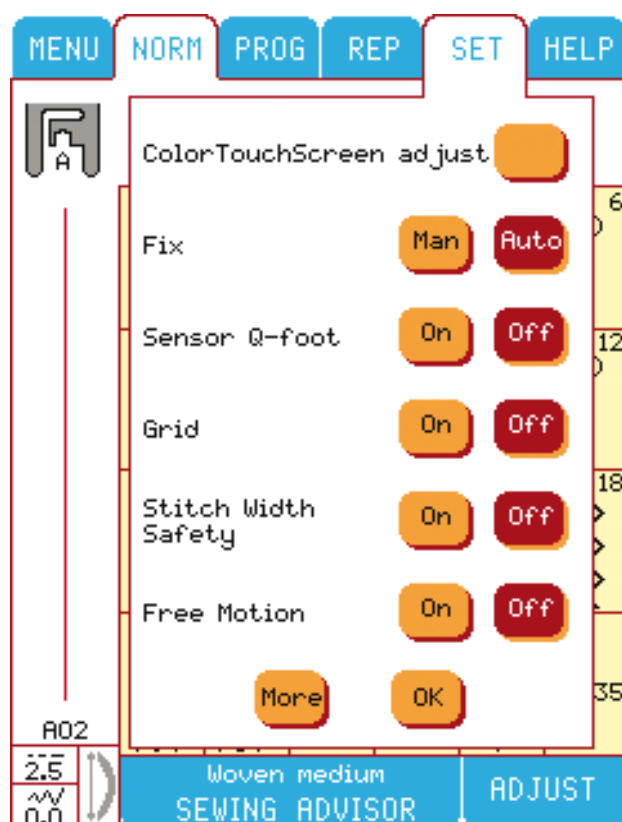 MENU NORM PROG REP SET HELP
A
ColorTouchScreen adjust
6
Fix Man Auto
Sensor Q-foot On Off
12
Grid On Off
18
Stitch Width
Safety
On Off
Free Motion On Off
More OK
35
A02
2.5
Woven medium
ADJUST
0.0
SEWING ADVISOR